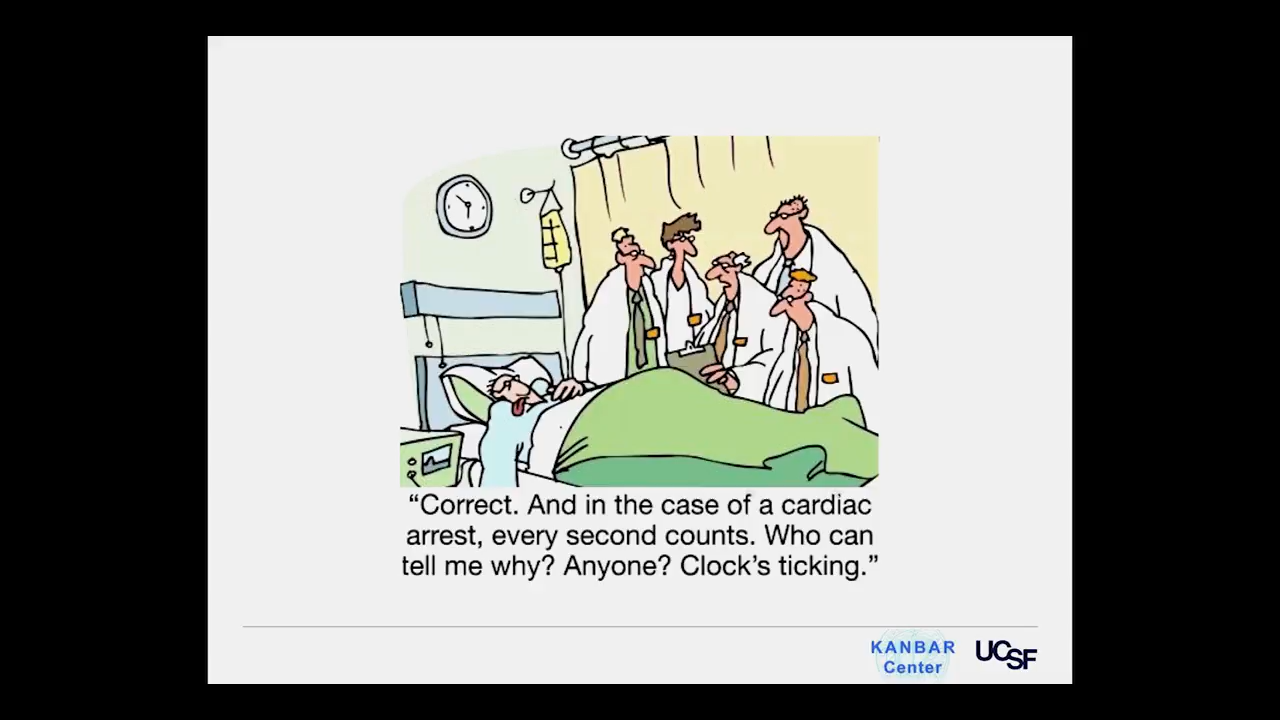 “Correct. And in the case of a cardiac
arrest, every second counts. Who can
tell me why? Anyone? Clock’s ticking.”
KANBAR
Center
UCSF